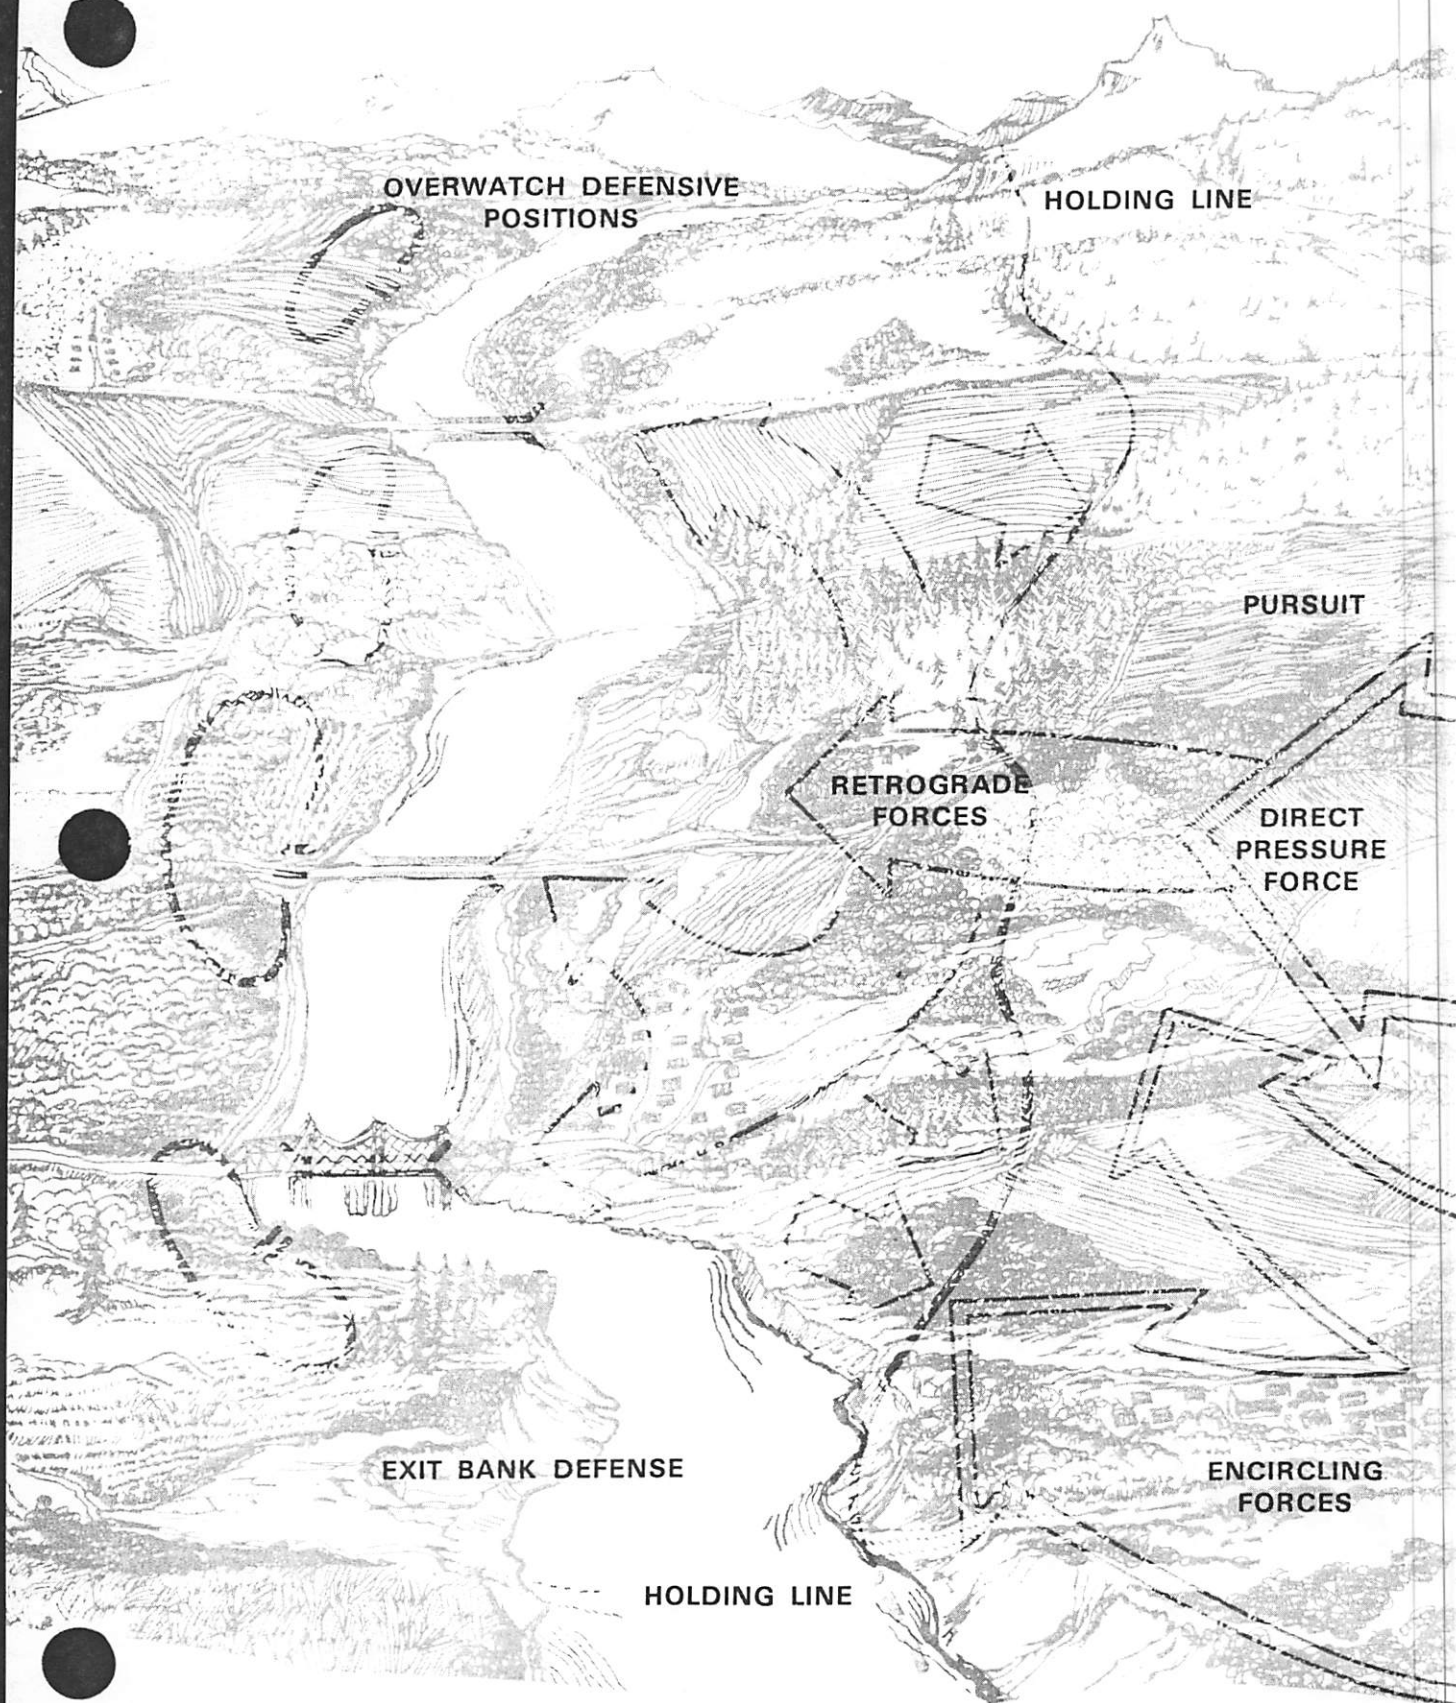 OVERWATCH DEFENSIVE
POSITIONS
HOLDING LINE
PURSUIT
RETROGRADE
FORCES
DIRECT
PRESSURE
FORCE
EXIT BANK DEFENSE
ENCIRCLING
FORCES
HOLDING LINE